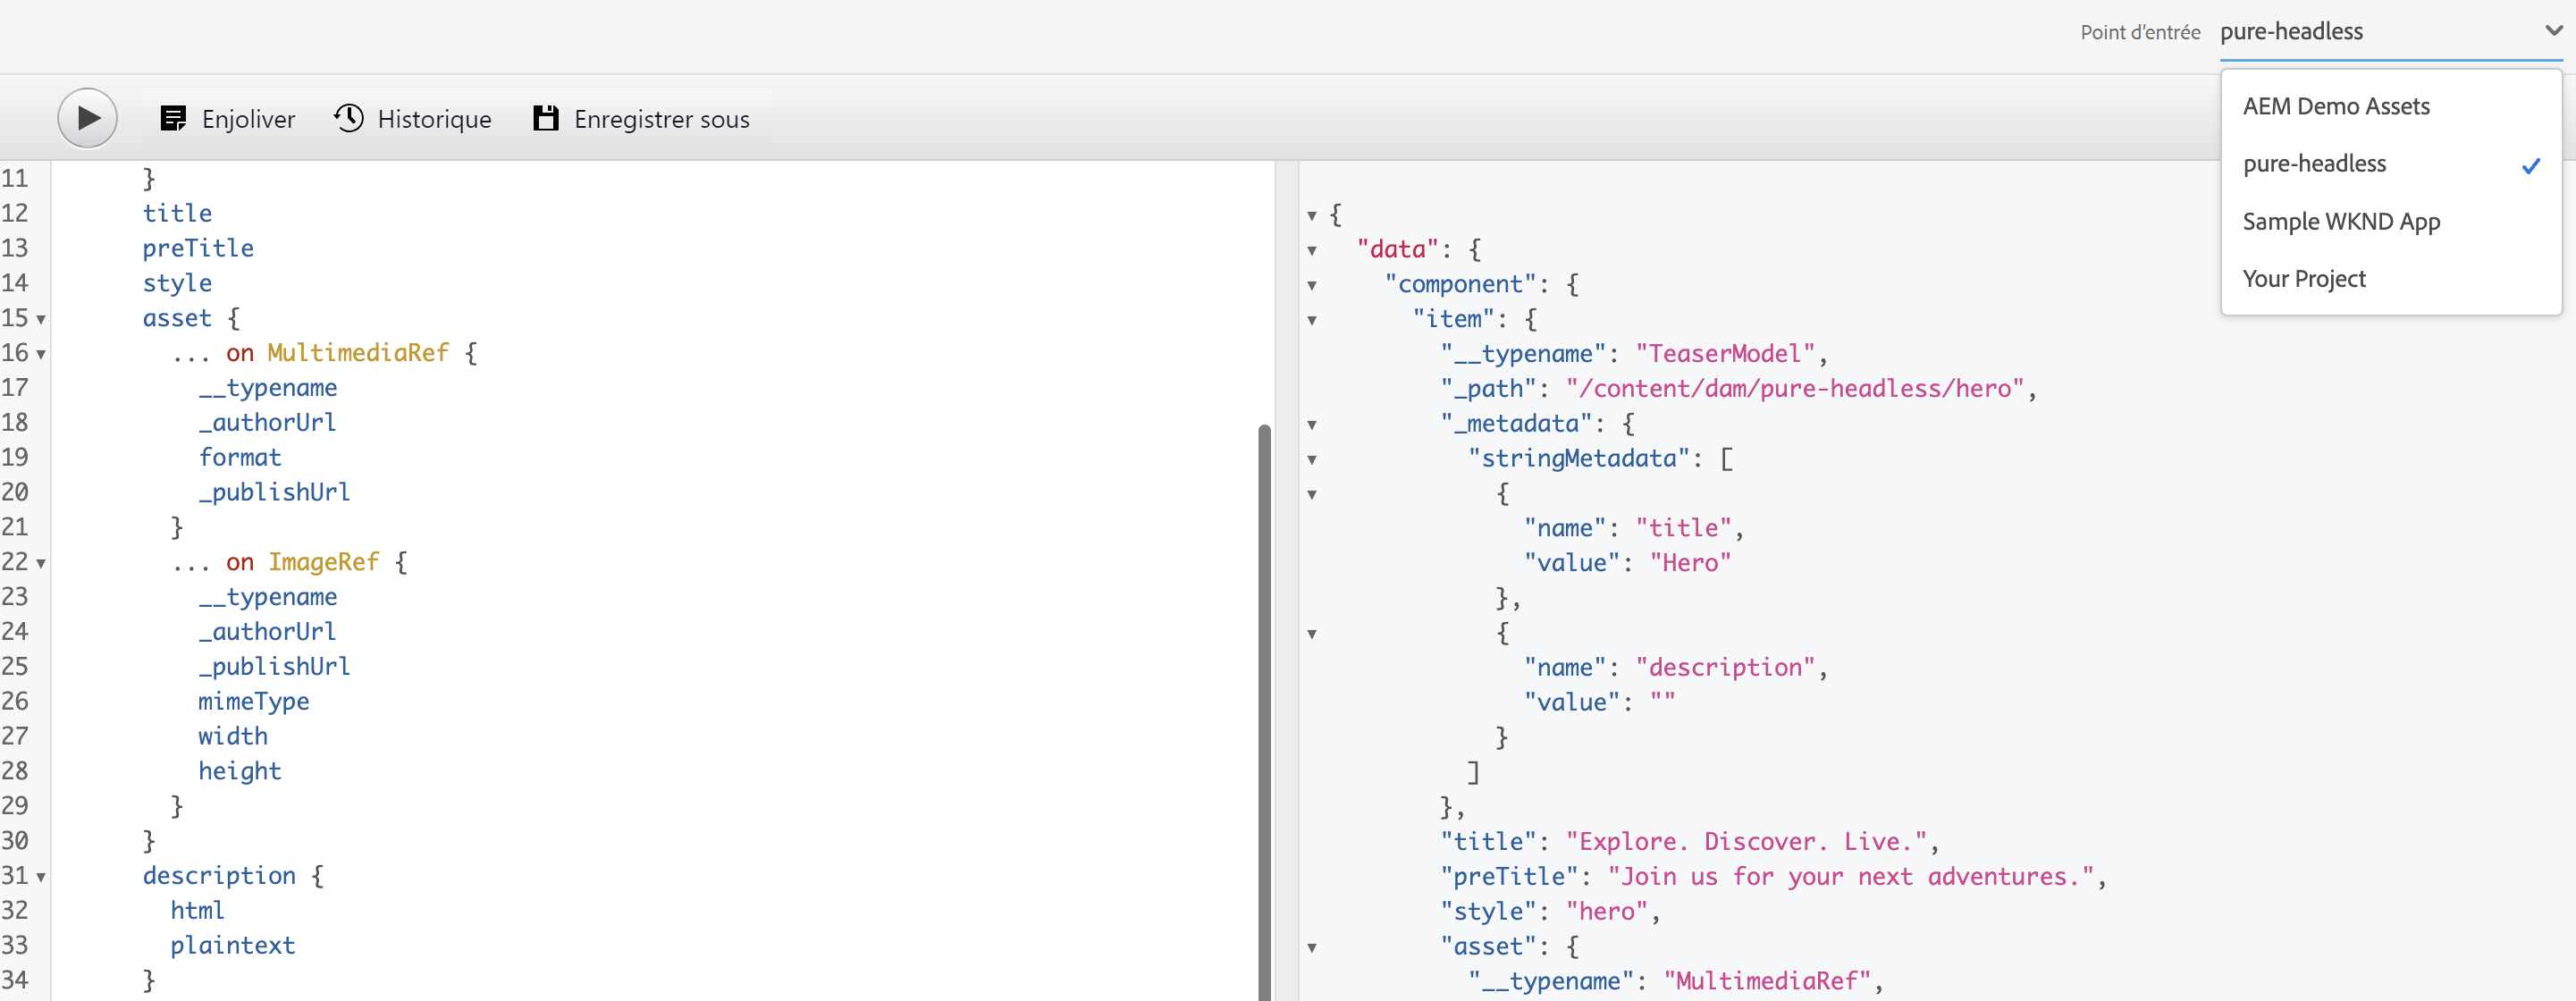 Point d'entrée pure-headless
AEM Demo Assets
pure-headless
Sample WKND App
Your Project
Enjoliver Historique Enregistrer sous
11 }
12 title
13 preTitle
14 style
15 asset {
16 ... on MultimediaRef {
17 __typename
18 _authorUrl
19 format
20 _publishUrl
21 }
22 ... on ImageRef {
23 __typename
24 _authorUrl
25 _publishUrl
26 mimeType
27 width
28 height
29 }
30 }
31 description {
32 html
33 plaintext
34 }
{
"data": {
"component": {
"item": {
"__typename": "TeaserModel",
"_path": "/content/dam/pure-headless/hero",
"_metadata": {
"stringMetadata": [
{
"name": "title",
"value": "Hero"
},
{
"name": "description",
"value": ""
}
]
},
"title": "Explore. Discover. Live.",
"preTitle": "Join us for your next adventures.",
"style": "hero",
"asset": {
"__typename": "MultimediaRef",